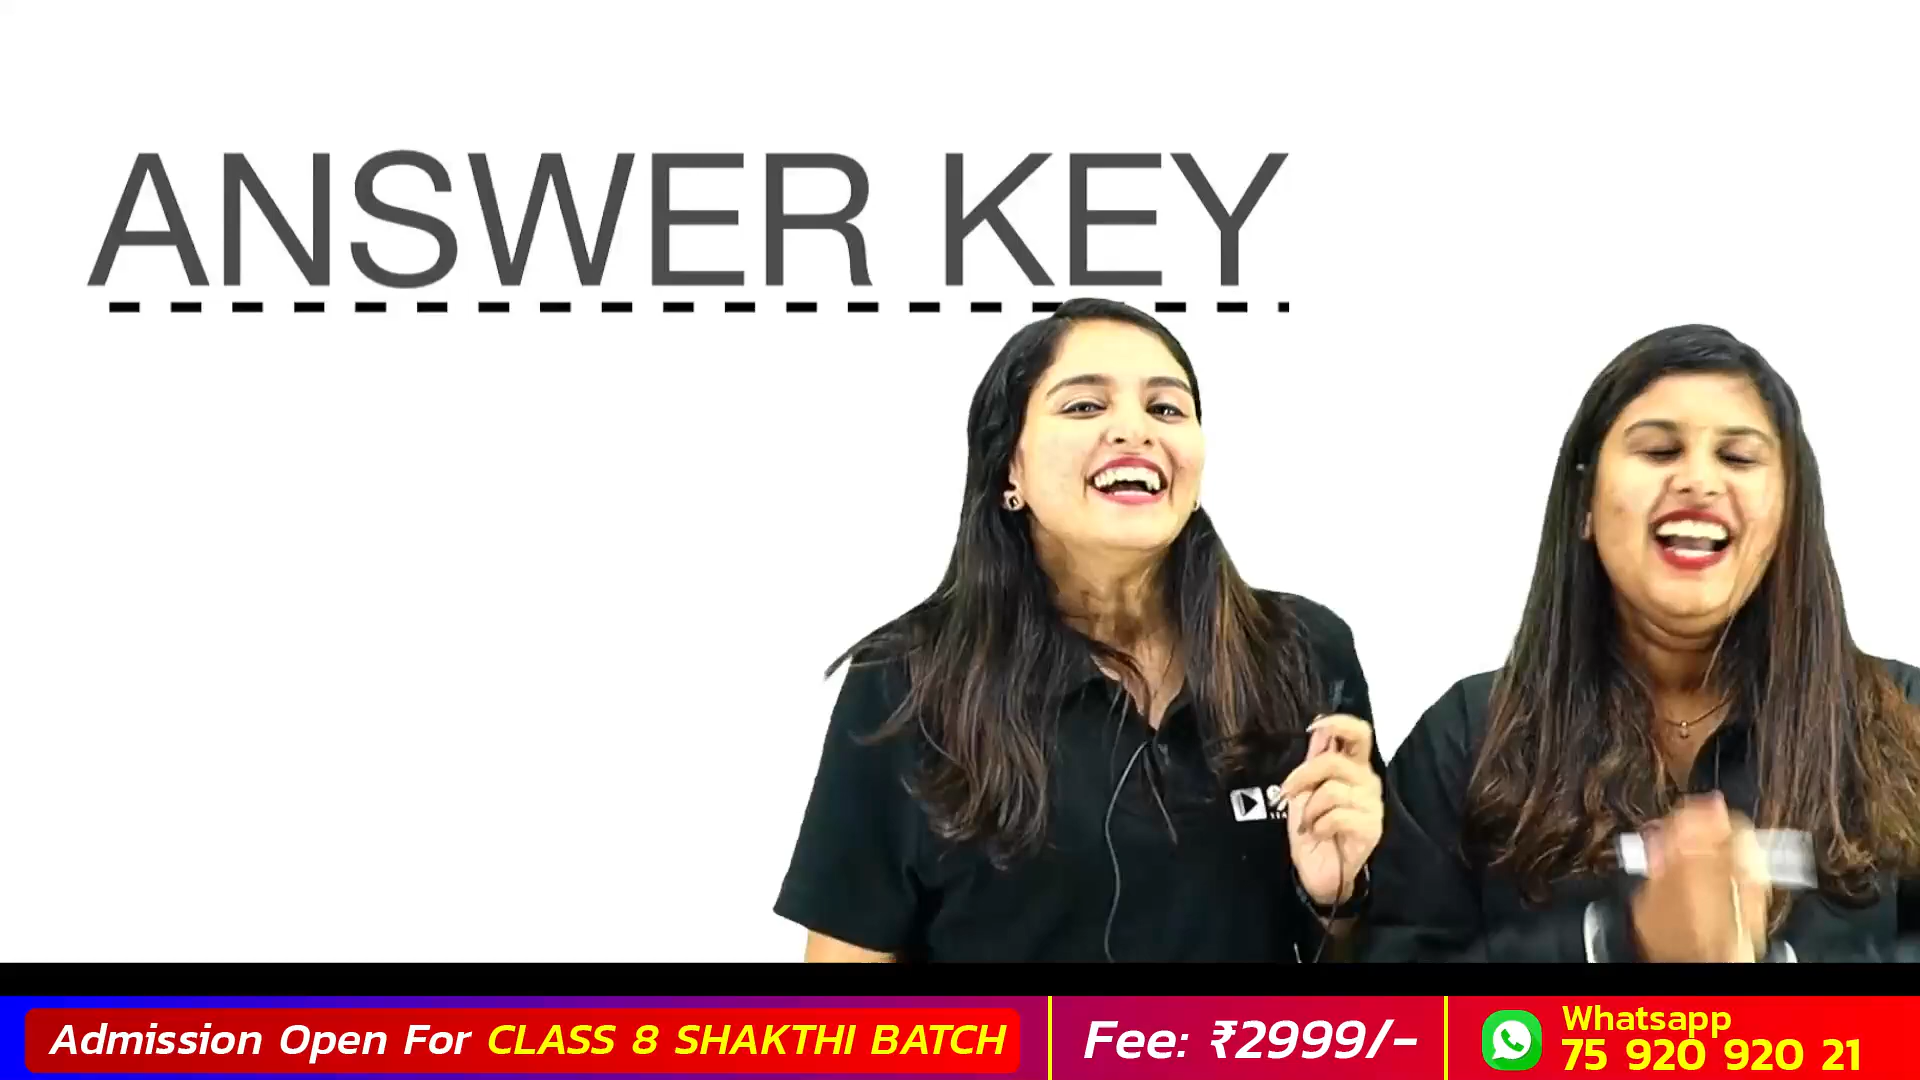 ANSWER KEY
Admission Open For CLASS 8 SHAKTHI BATCH
Fee: ₹2999/-
Whatsapp
75 920 920 21